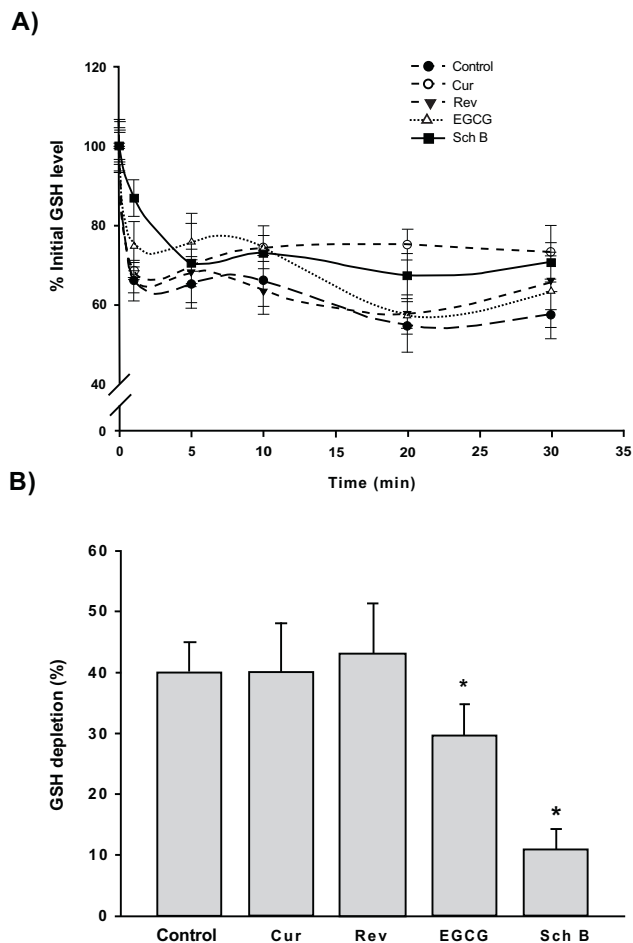 A)
120
100
80
60
40
0
% Initial GSH level
Control
Cur
Rev
EGCG
Sch B
0 5 10 15 20 25 30 35
Time (min)
B)
60
50
40
30
20
10
0
GSH depletion (%)
*
*
Control Cur Rev EGCG Sch B